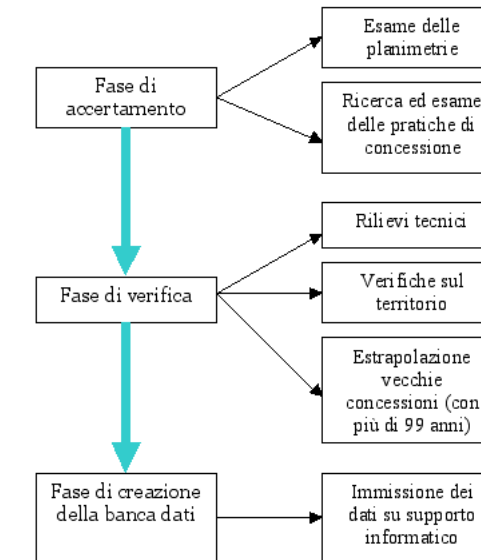 Esame delle
planimetrie
Fase di
accertamento
Ricerca ed esame
delle pratiche di
concessione
Rilievi tecnici
Fase di verifica
Verifiche sul
territorio
Estrapolazione
vecchie
concessioni (con
più di 99 anni)
Fase di creazione
della banca dati
Immissione dei
dati su supporto
informatico